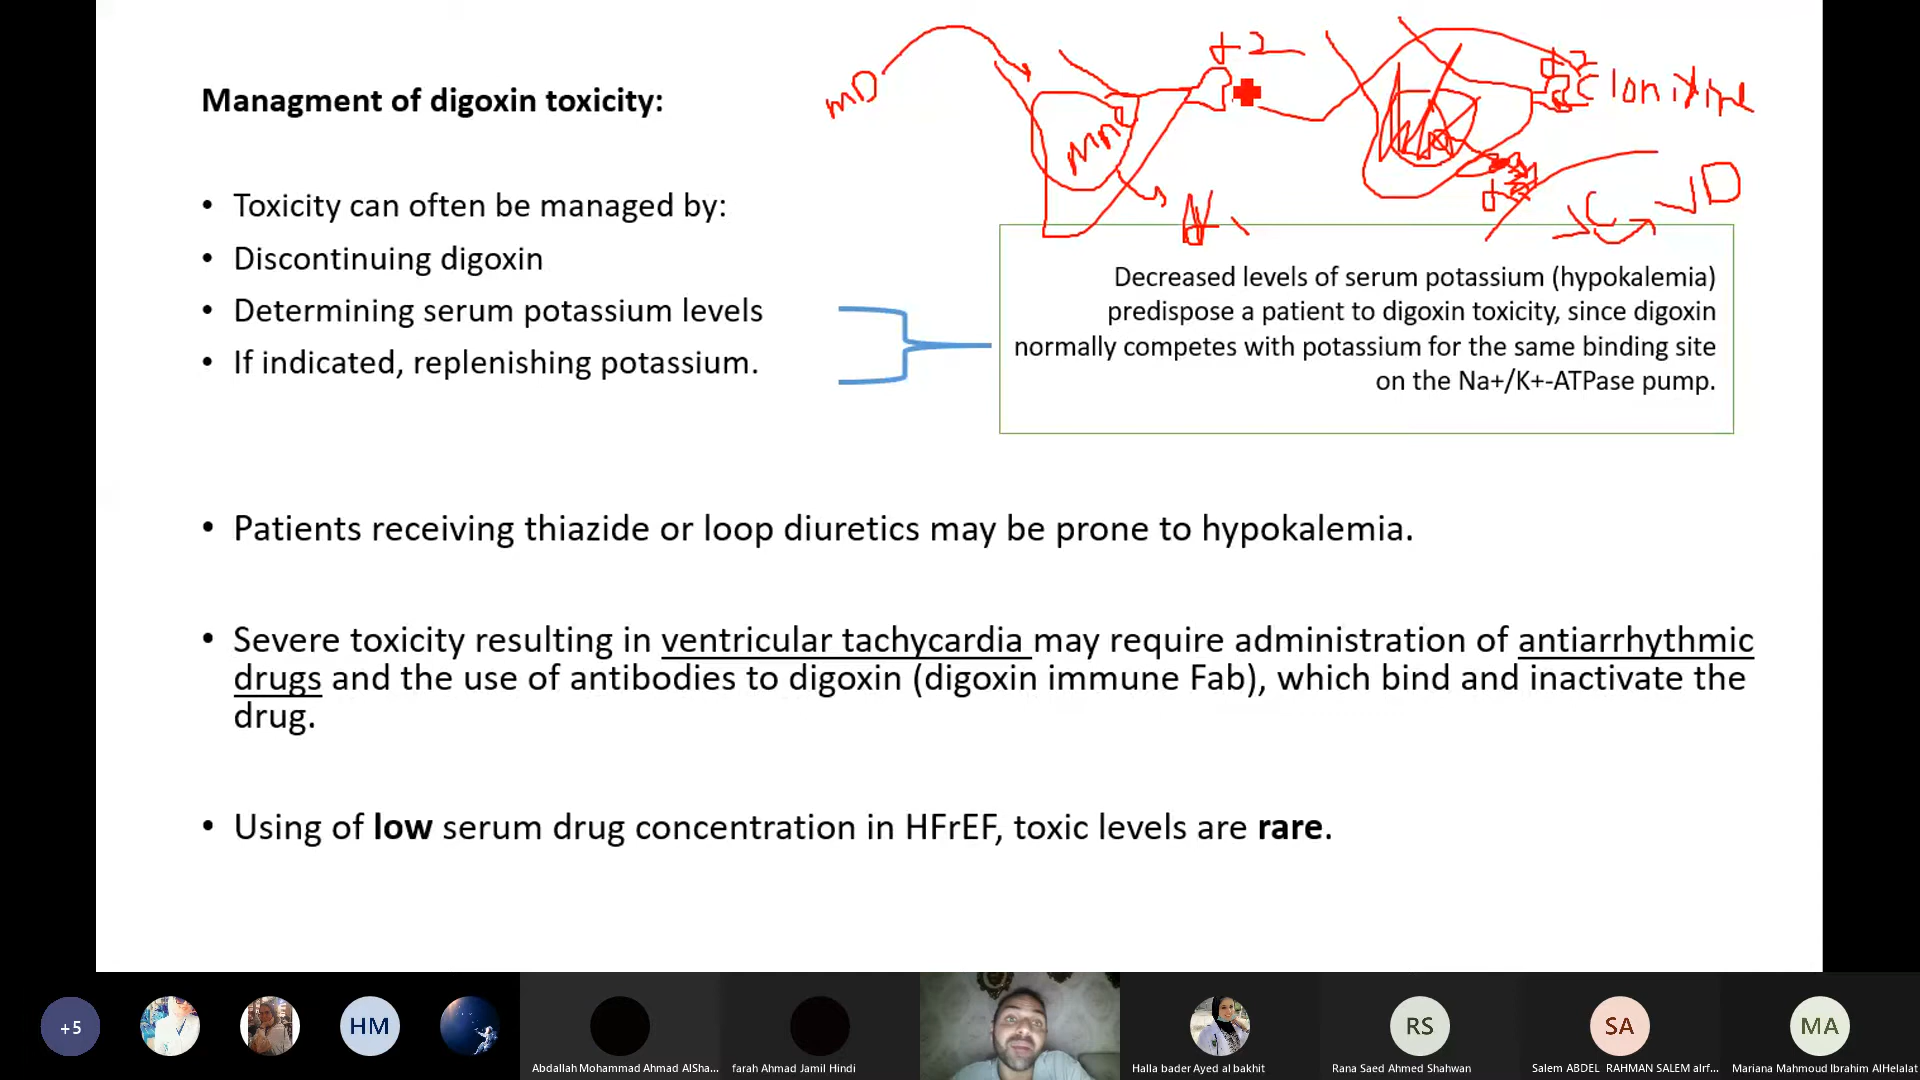 Managment of digoxin toxicity:
mD
+2
Clonidine
D
• Toxicity can often be managed by:
• Discontinuing digoxin
• Determining serum potassium levels
• If indicated, replenishing potassium.
Decreased levels of serum potassium (hypokalemia)
predispose a patient to digoxin toxicity, since digoxin
normally competes with potassium for the same binding site
on the Na+/K+-ATPase pump.
• Patients receiving thiazide or loop diuretics may be prone to hypokalemia.
• Severe toxicity resulting in ventricular tachycardia may require administration of antiarrhythmic
drugs and the use of antibodies to digoxin (digoxin immune Fab), which bind and inactivate the
drug.
• Using of low serum drug concentration in HFrEF, toxic levels are rare.
+5
HM
RS
SA
MA
Abdallah Mohammad Ahmad AlSha...
farah Ahmad Jamil Hindi
Halla bader Ayed al bakhit
Rana Saed Ahmed Shahwan
Salem ABDEL RAHMAN SALEM alrf...
Mariana Mahmoud Ibrahim AlHelalat